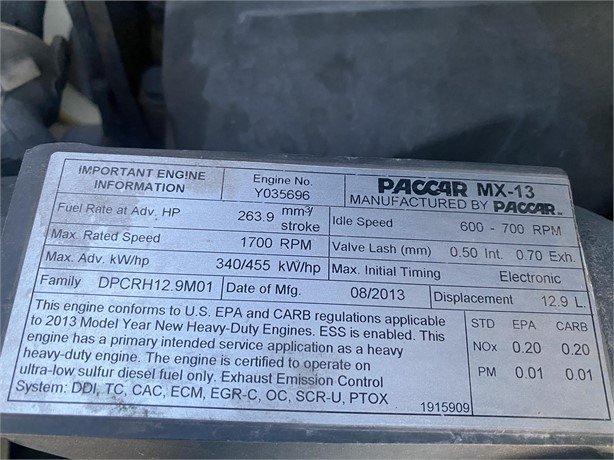 IMPORTANT ENGINE INFORMATION
Engine No. Y035696
PACCAR MX-13
MANUFACTURED BY PACCAR
Fuel Rate at Adv. HP 263.9 mm³/stroke
Idle Speed 600 - 700 RPM
Max. Rated Speed 1700 RPM
Valve Lash (mm) 0.50 Int. 0.70 Exh.
Max. Adv. kW/hp 340/455 kW/hp
Max. Initial Timing Electronic
Family DPCRH12.9M01
Date of Mfg. 08/2013
Displacement 12.9 L.
This engine conforms to U.S. EPA and CARB regulations applicable
to 2013 Model Year New Heavy-Duty Engines. ESS is enabled. This
engine has a primary intended service application as a heavy
heavy-duty engine. The engine is certified to operate on
ultra-low sulfur diesel fuel only. Exhaust Emission Control
System: DDI, TC, CAC, ECM, EGR-C, OC, SCR-U, PTOX
1915909
STD EPA CARB
NOx 0.20 0.20
PM 0.01 0.01